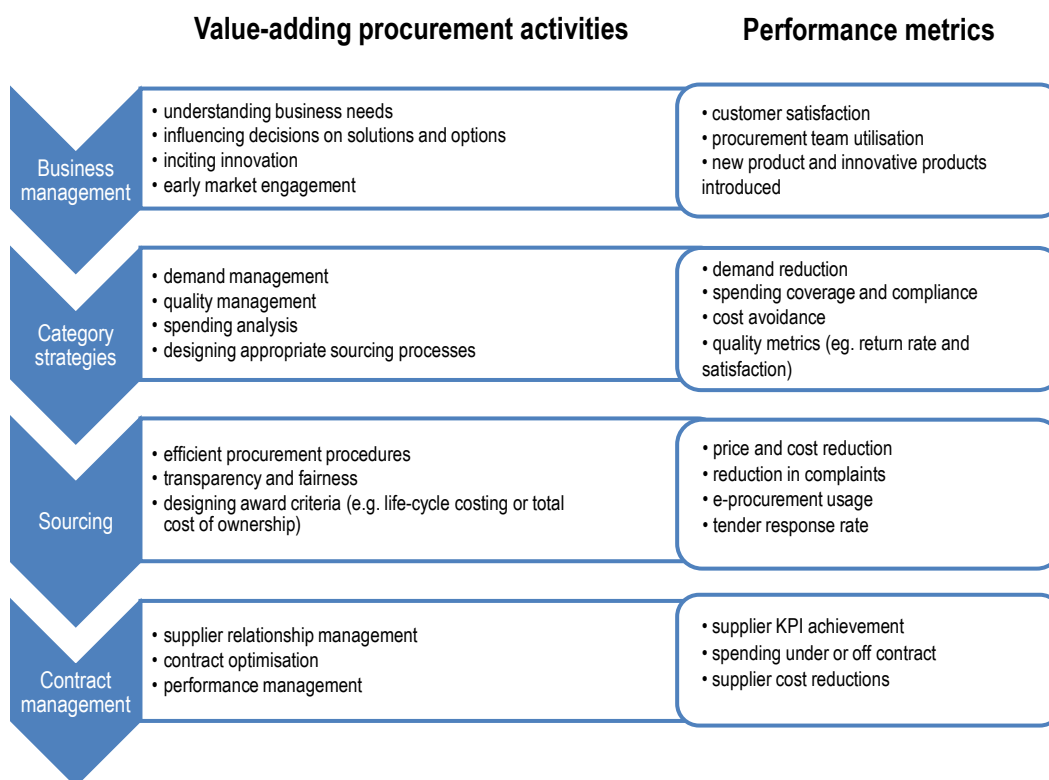 Value-adding procurement activities
Performance metrics
Business
management
• understanding business needs
• influencing decisions on solutions and options
• inciting innovation
• early market engagement
• customer satisfaction
• procurement team utilisation
• new product and innovative products
introduced
Category
strategies
• demand management
• quality management
• spending analysis
• designing appropriate sourcing processes
• demand reduction
• spending coverage and compliance
• cost avoidance
• quality metrics (eg. return rate and
satisfaction)
Sourcing
• efficient procurement procedures
• transparency and fairness
• designing award criteria (e.g. life-cycle costing or total
cost of ownership)
• price and cost reduction
• reduction in complaints
• e-procurement usage
• tender response rate
Contract
management
• supplier relationship management
• contract optimisation
• performance management
• supplier KPI achievement
• spending under or off contract
• supplier cost reductions